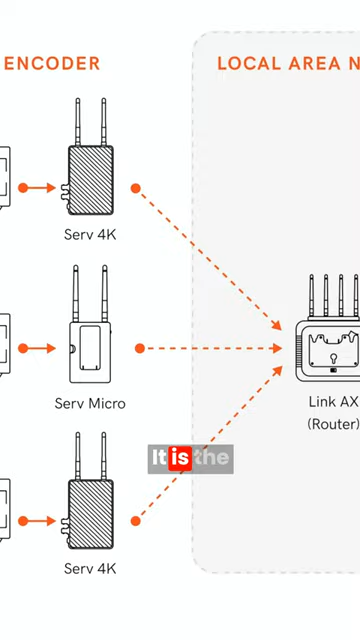 ENCODER
LOCAL AREA N
Serv 4K
Serv Micro
Link AX
(Router)
It is the
Serv 4K